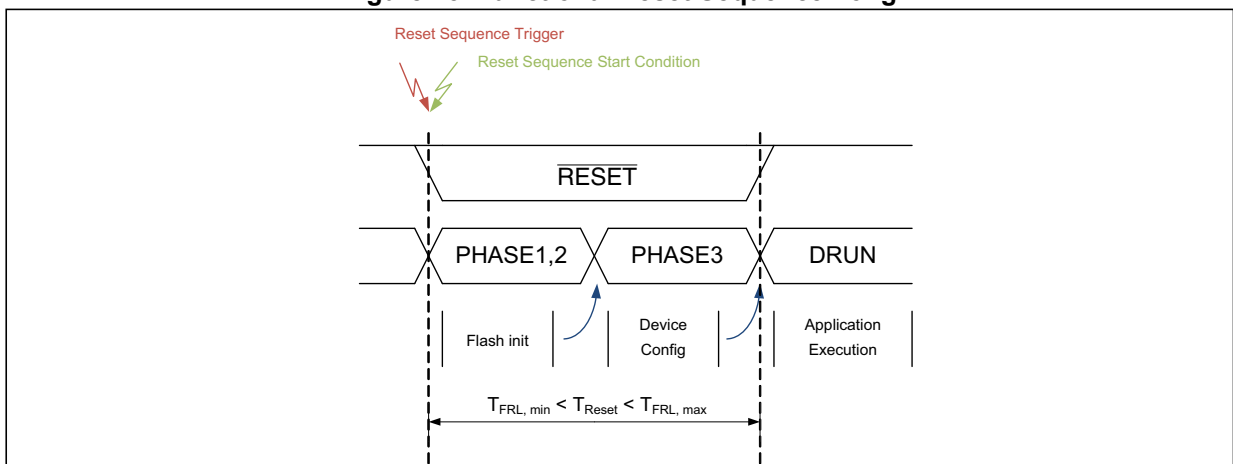 Reset Sequence Trigger
Reset Sequence Start Condition
RESET
PHASE1,2
PHASE3
DRUN
Flash init
Device
Config
Application
Execution
TFRL, min < TReset < TFRL, max